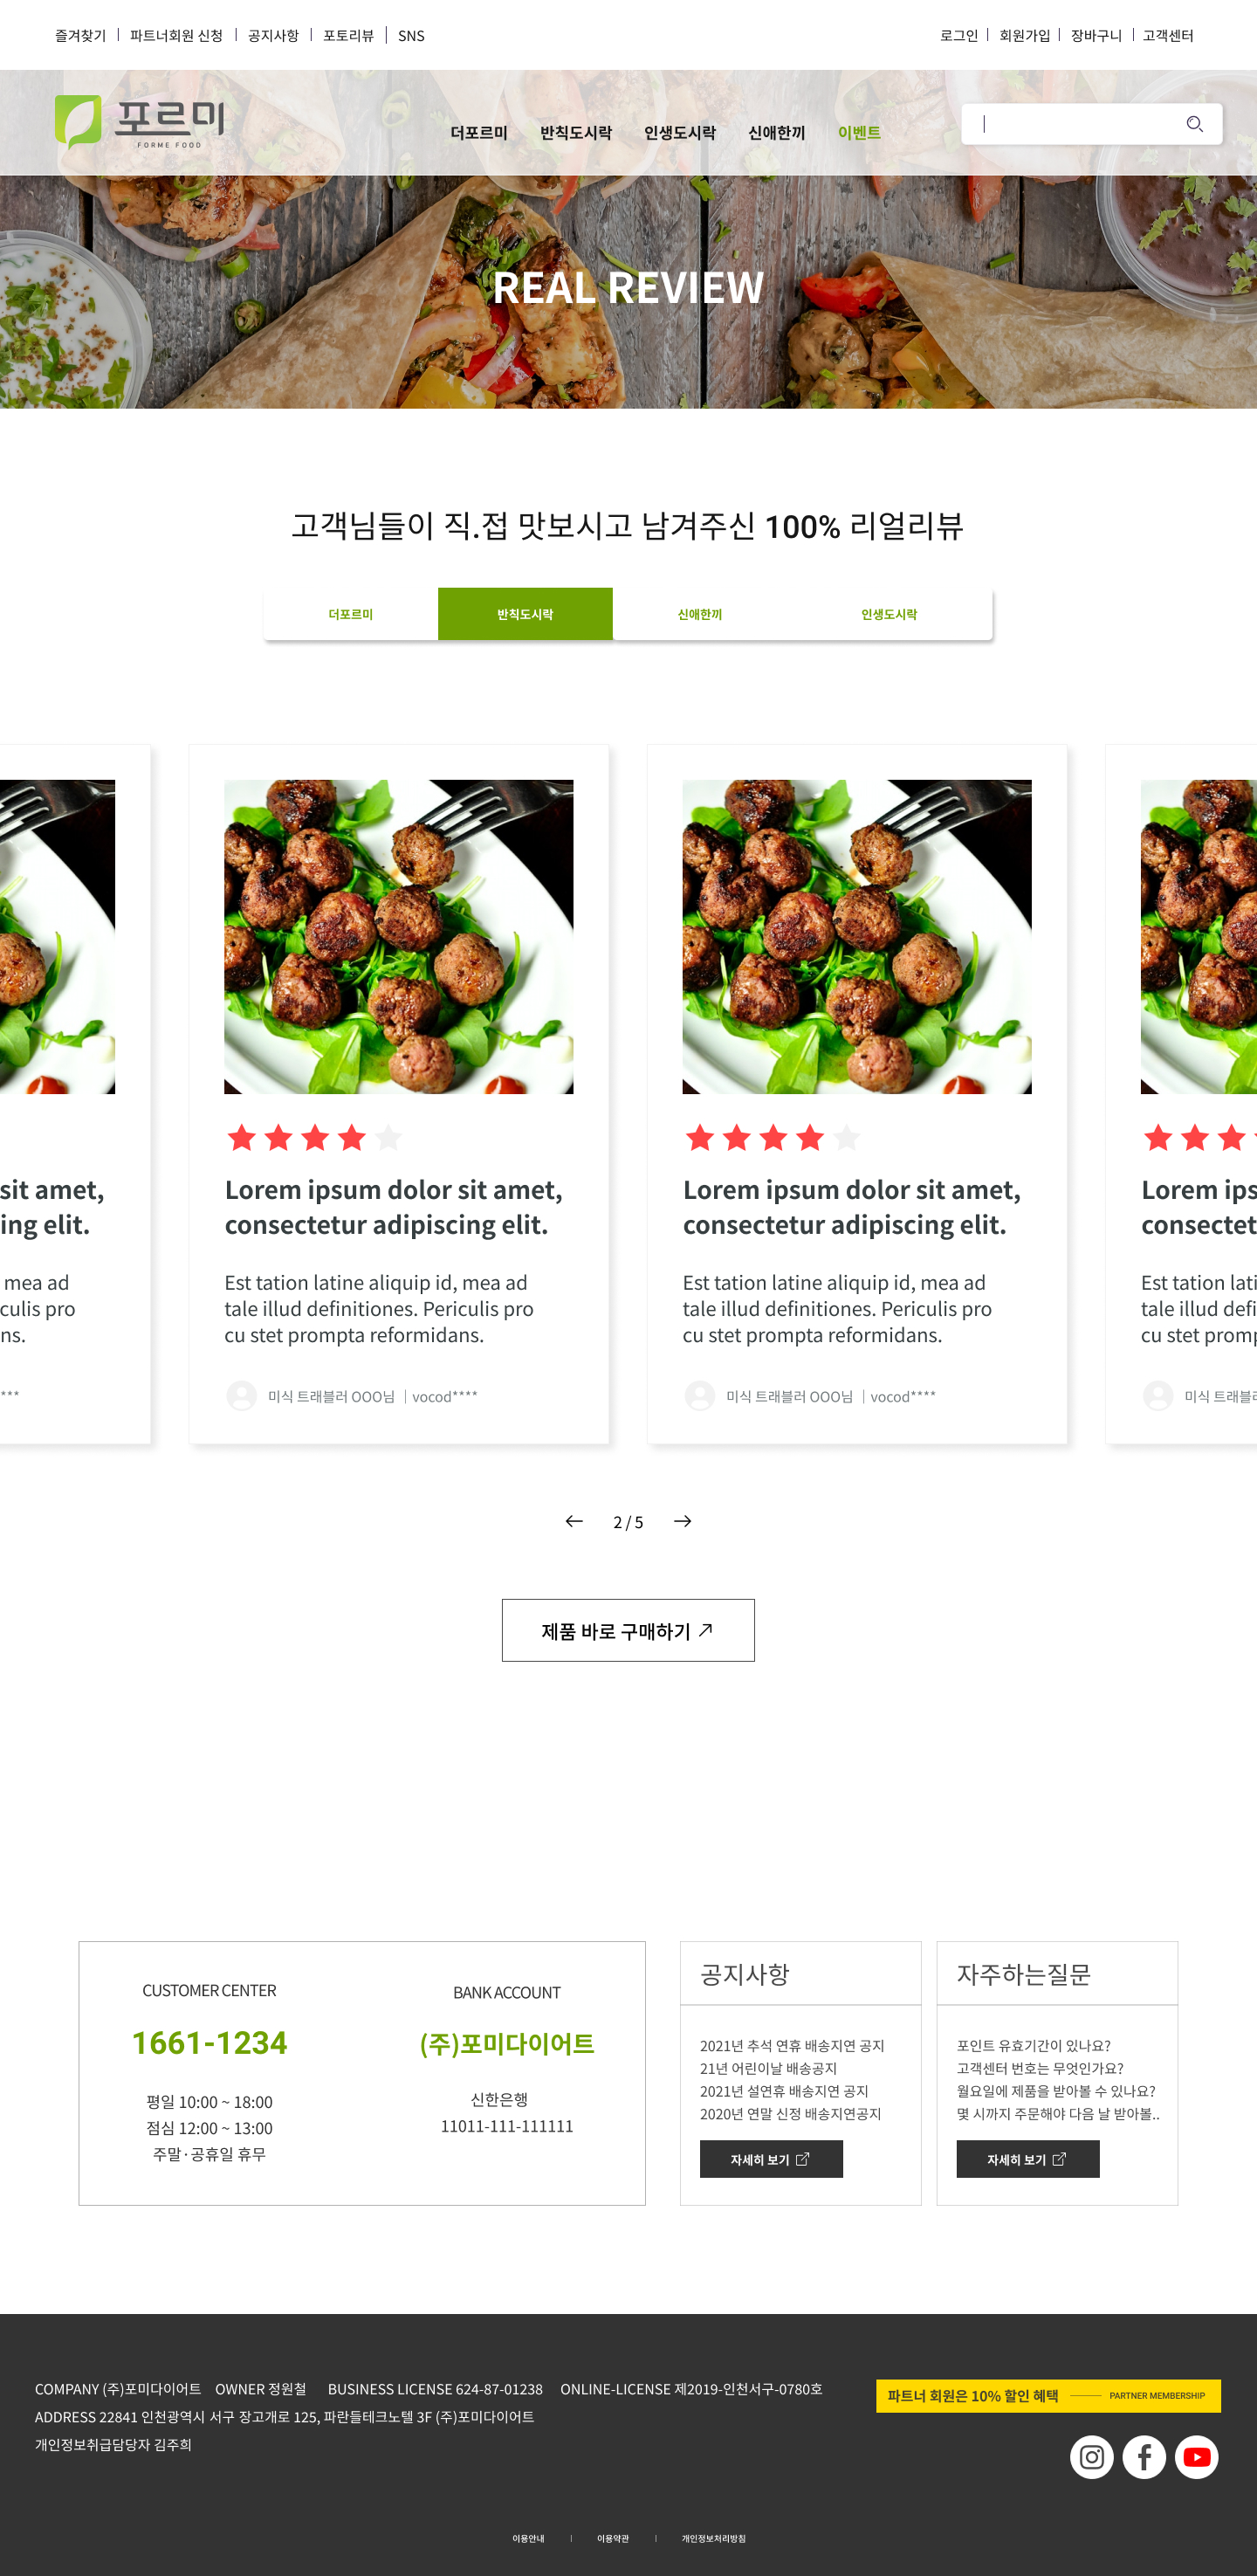 즐겨찾기 | 파트너회원 신청 | 공지사항 | 포토리뷰 | SNS
로그인 | 회원가입 | 장바구니 | 고객센터
포르미
FORME FOOD
더포르미 반칙도시락 인생도시락 신애한끼 이벤트
REAL REVIEW
고객님들이 직.접 맛보시고 남겨주신 100% 리얼리뷰
더포르미 반칙도시락 신애한끼 인생도시락
sit amet,
ing elit.
mea ad
culis pro
ns.
***
Lorem ipsum dolor sit amet,
consectetur adipiscing elit.
Est tation latine aliquip id, mea ad
tale illud definitiones. Periculis pro
cu stet prompta reformidans.
미식 트래블러 OOO님 | vocod****
Lorem ipsum dolor sit amet,
consectetur adipiscing elit.
Est tation latine aliquip id, mea ad
tale illud definitiones. Periculis pro
cu stet prompta reformidans.
미식 트래블러 OOO님 | vocod****
Lorem ips
consectet
Est tation lati
tale illud defi
cu stet promp
미식 트래블러
2 / 5
제품 바로 구매하기
CUSTOMER CENTER
1661-1234
평일 10:00 ~ 18:00
점심 12:00 ~ 13:00
주말·공휴일 휴무
BANK ACCOUNT
(주)포미다이어트
신한은행
11011-111-111111
공지사항
2021년 추석 연휴 배송지연 공지
21년 어린이날 배송공지
2021년 설연휴 배송지연 공지
2020년 연말 신정 배송지연공지
자세히 보기
자주하는질문
포인트 유효기간이 있나요?
고객센터 번호는 무엇인가요?
월요일에 제품을 받아볼 수 있나요?
몇 시까지 주문해야 다음 날 받아볼..
자세히 보기
COMPANY (주)포미다이어트 OWNER 정원철 BUSINESS LICENSE 624-87-01238 ONLINE-LICENSE 제2019-인천서구-0780호
ADDRESS 22841 인천광역시 서구 장고개로 125, 파란들테크노텔 3F (주)포미다이어트
개인정보취급담당자 김주희
파트너 회원은 10% 할인 혜택 PARTNER MEMBERSHIP
이용안내 | 이용약관 | 개인정보처리방침